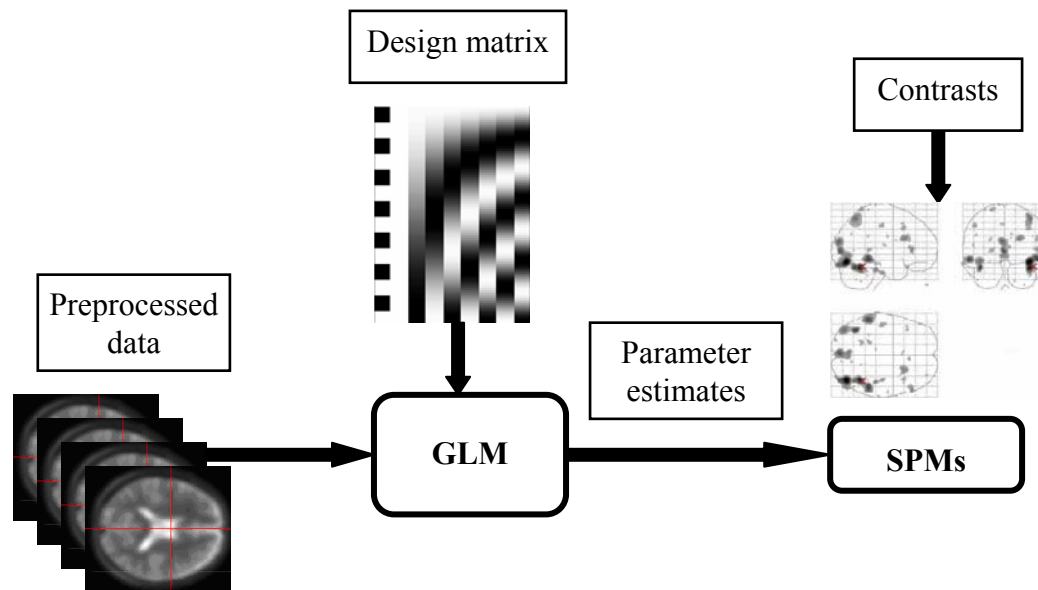 Design matrix
Contrasts
Preprocessed
data
Parameter
estimates
GLM
SPMs